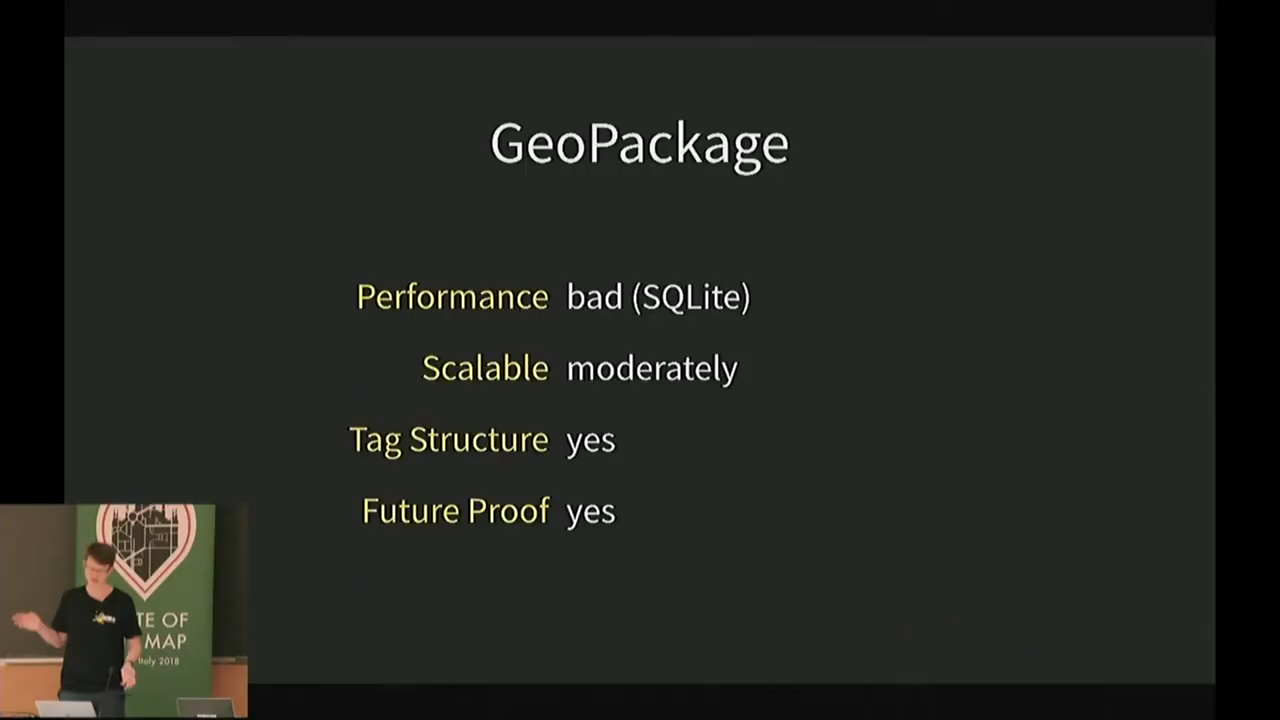 GeoPackage
Performance bad (SQLite)
Scalable moderately
Tag Structure yes
Future Proof yes
TE OF
MAP
Italy 2018